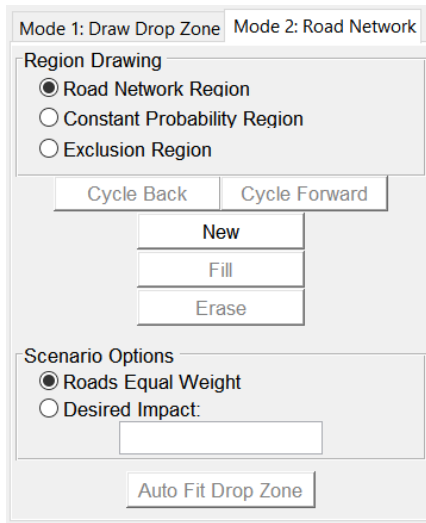 Mode 1: Draw Drop Zone Mode 2: Road Network
Region Drawing
Road Network Region
Constant Probability Region
Exclusion Region
Cycle Back Cycle Forward
New
Fill
Erase
Scenario Options
Roads Equal Weight
Desired Impact:
Auto Fit Drop Zone